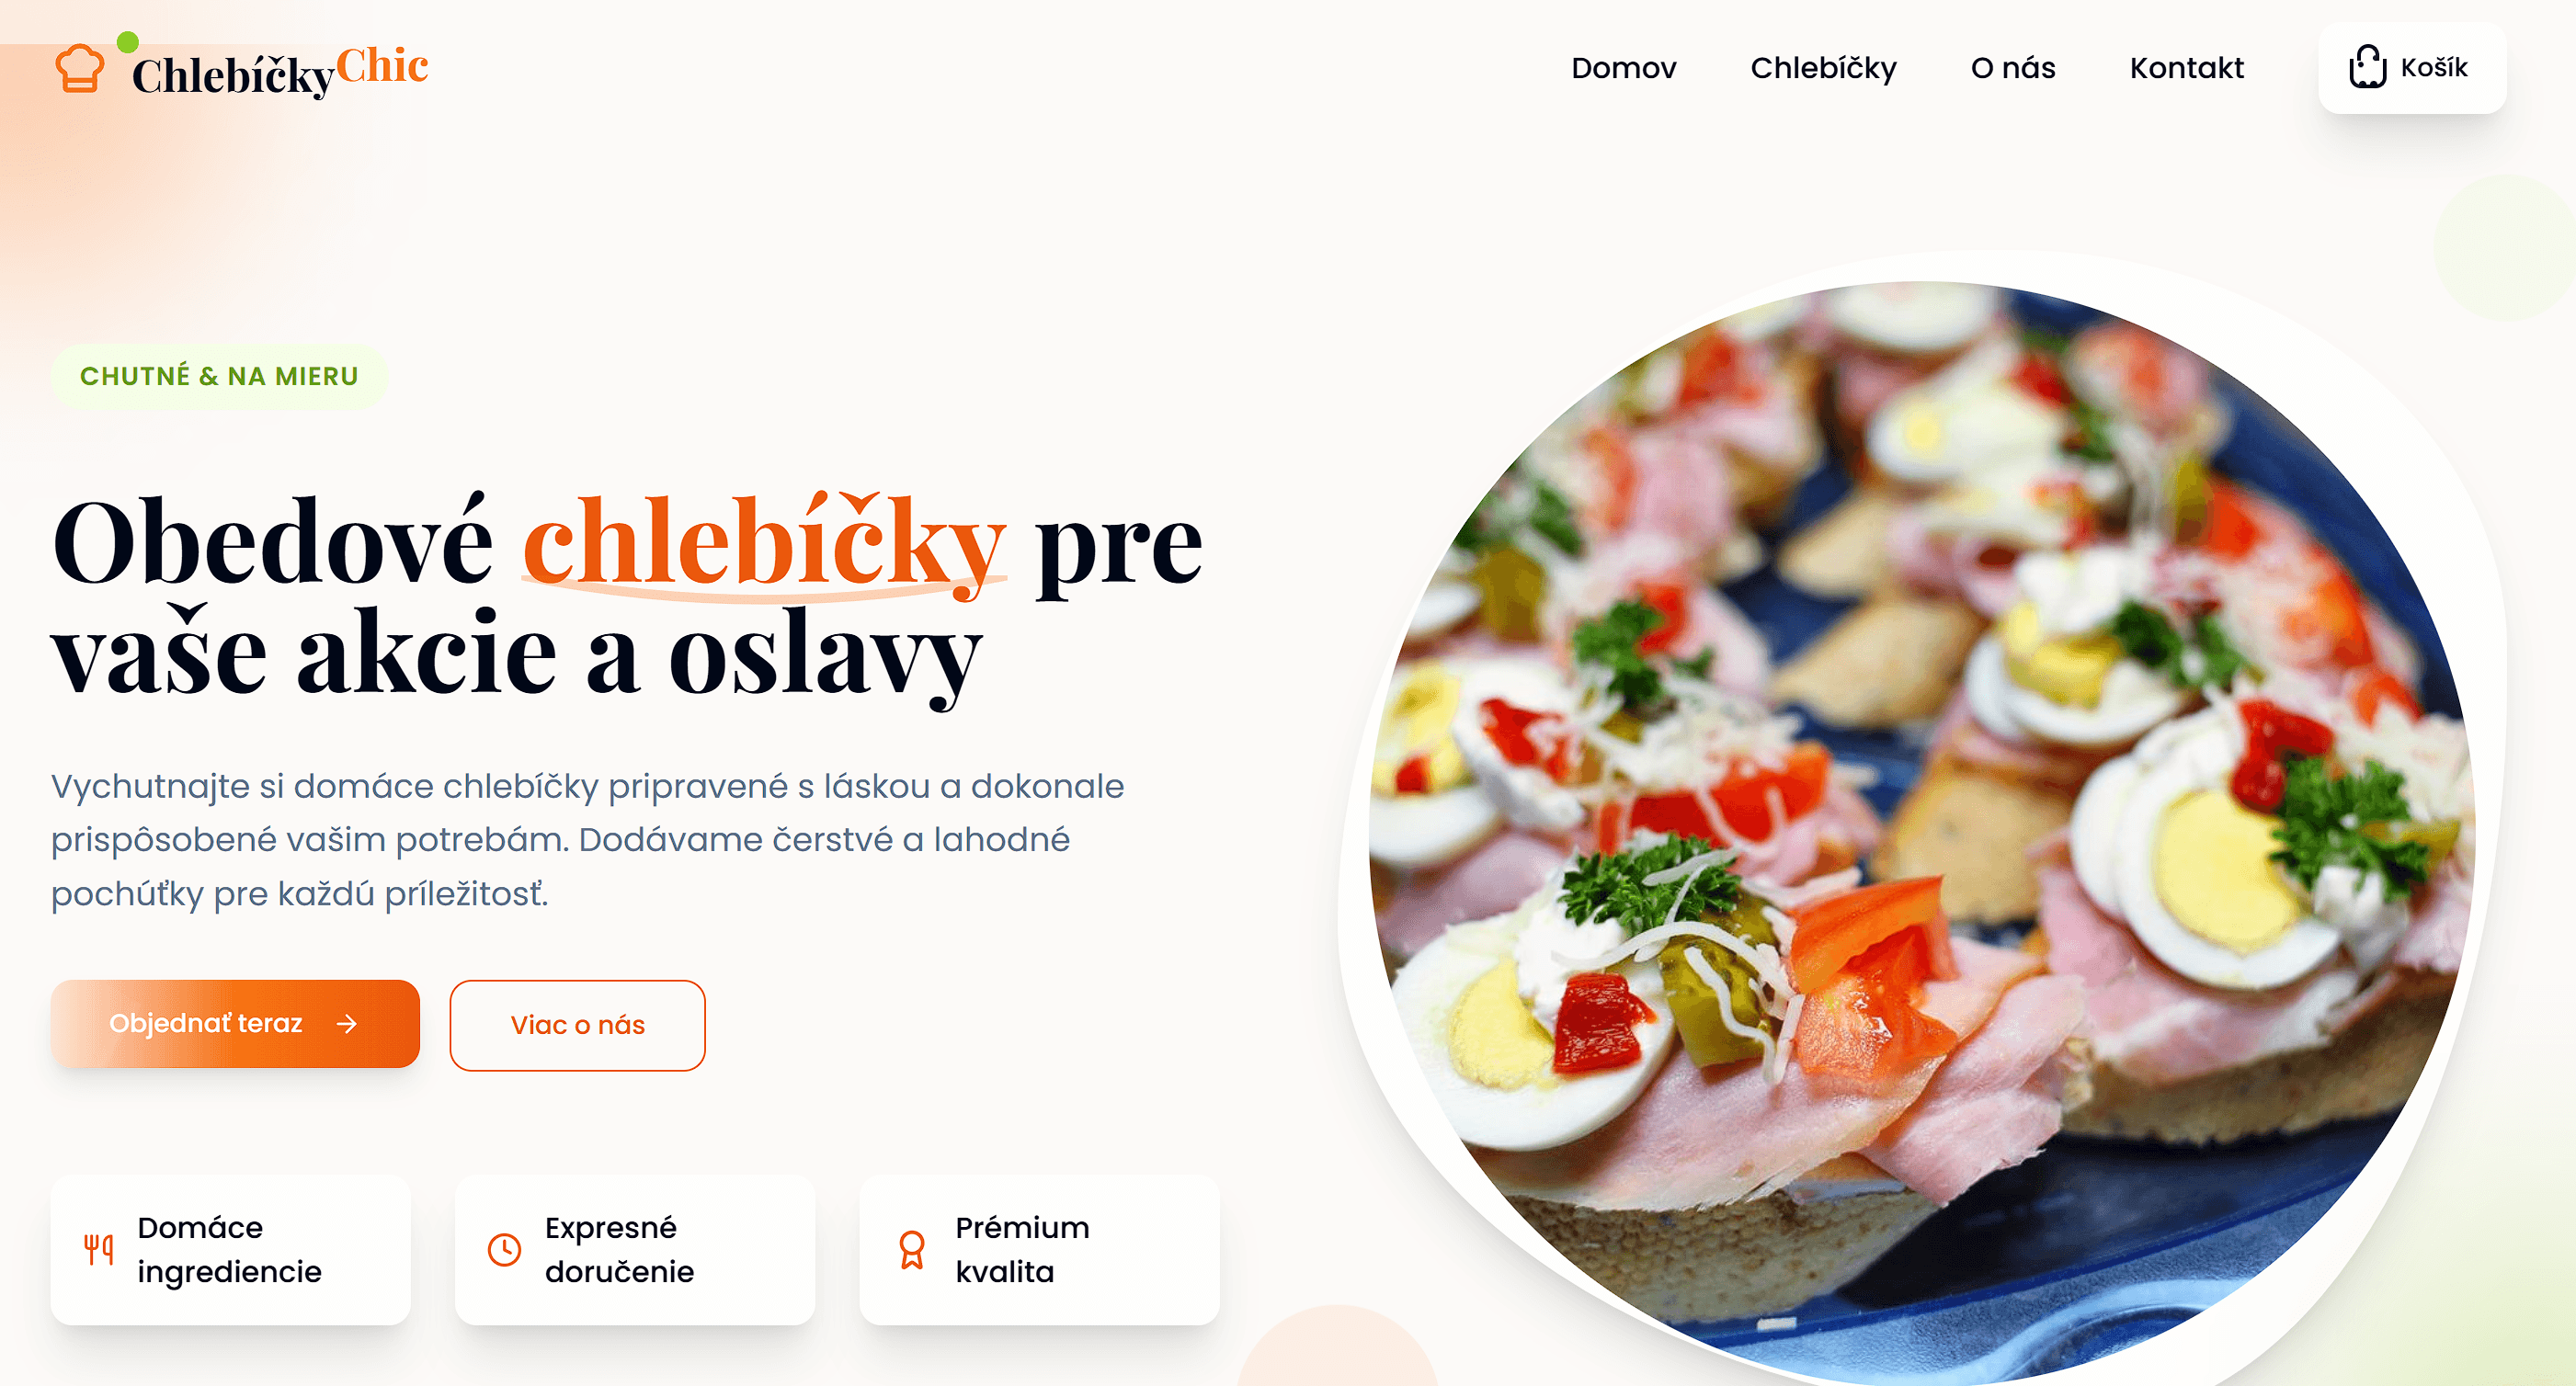 ChlebíčkyChic
Domov
Chlebíčky
O nás
Kontakt
Košík
CHUTNÉ & NA MIERU
Obedové chlebíčky pre
vaše akcie a oslavy
Vychutnajte si domáce chlebíčky pripravené s láskou a dokonale
prispôsobené vašim potrebám. Dodávame čerstvé a lahodné
pochúťky pre každú príležitosť.
Objednať teraz →
Viac o nás
Domáce
ingrediencie
Expresné
doručenie
Prémium
kvalita